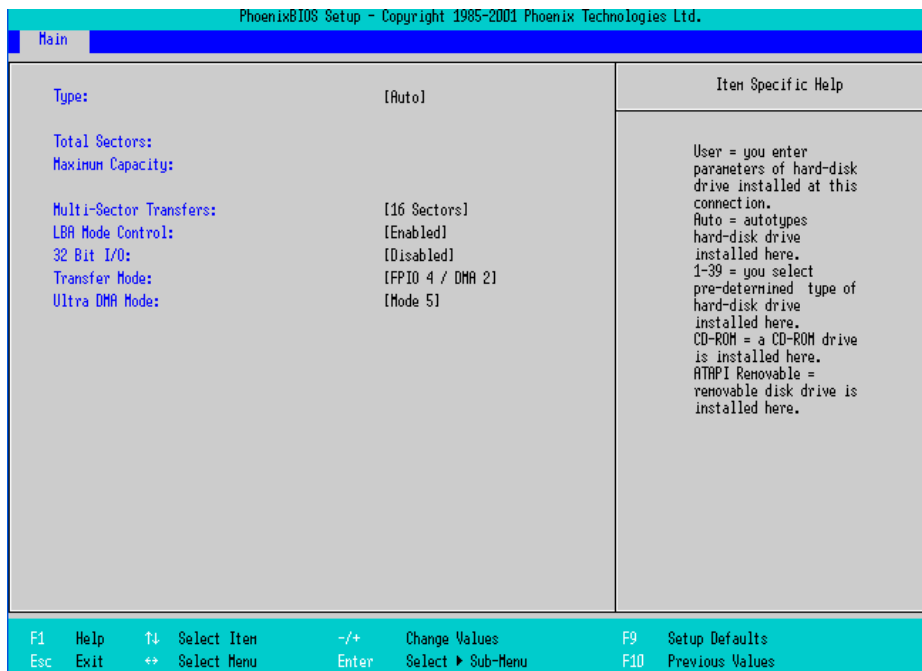 PhoenixBIOS Setup - Copyright 1985-2001 Phoenix Technologies Ltd.
Main
Type: [Auto]
Total Sectors:
Maximum Capacity:
Multi-Sector Transfers: [16 Sectors]
LBA Mode Control: [Enabled]
32 Bit I/O: [Disabled]
Transfer Mode: [FPIO 4 / DMA 2]
Ultra DMA Mode: [Mode 5]
Item Specific Help
User = you enter
parameters of hard-disk
drive installed at this
connection.
Auto = autotypes
hard-disk drive
installed here.
1-39 = you select
pre-determined type of
hard-disk drive
installed here.
CD-ROM = a CD-ROM drive
is installed here.
ATAPI Removable =
removable disk drive is
installed here.
F1 Help ↑↓ Select Item -/+ Change Values F9 Setup Defaults
Esc Exit ↔ Select Menu Enter Select ▶ Sub-Menu F10 Previous Values